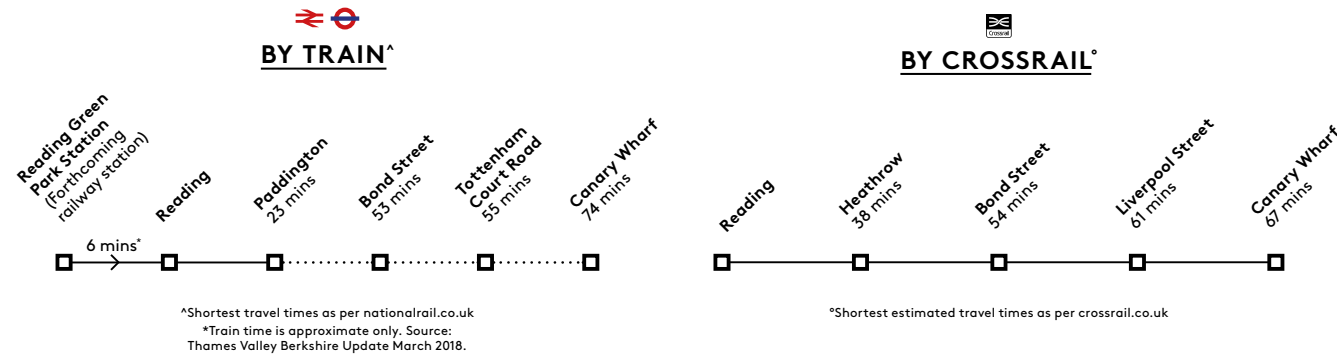 BY TRAIN^
Reading Green
Park Station
(Forthcoming
railway station)
Reading
Paddington
23 mins
Bond Street
53 mins
Tottenham
Court Road
55 mins
Canary Wharf
74 mins
6 mins*
^Shortest travel times as per nationalrail.co.uk
*Train time is approximate only. Source:
Thames Valley Berkshire Update March 2018.
Crossrail
BY CROSSRAIL°
Reading
Heathrow
38 mins
Bond Street
54 mins
Liverpool Street
61 mins
Canary Wharf
67 mins
°Shortest estimated travel times as per crossrail.co.uk